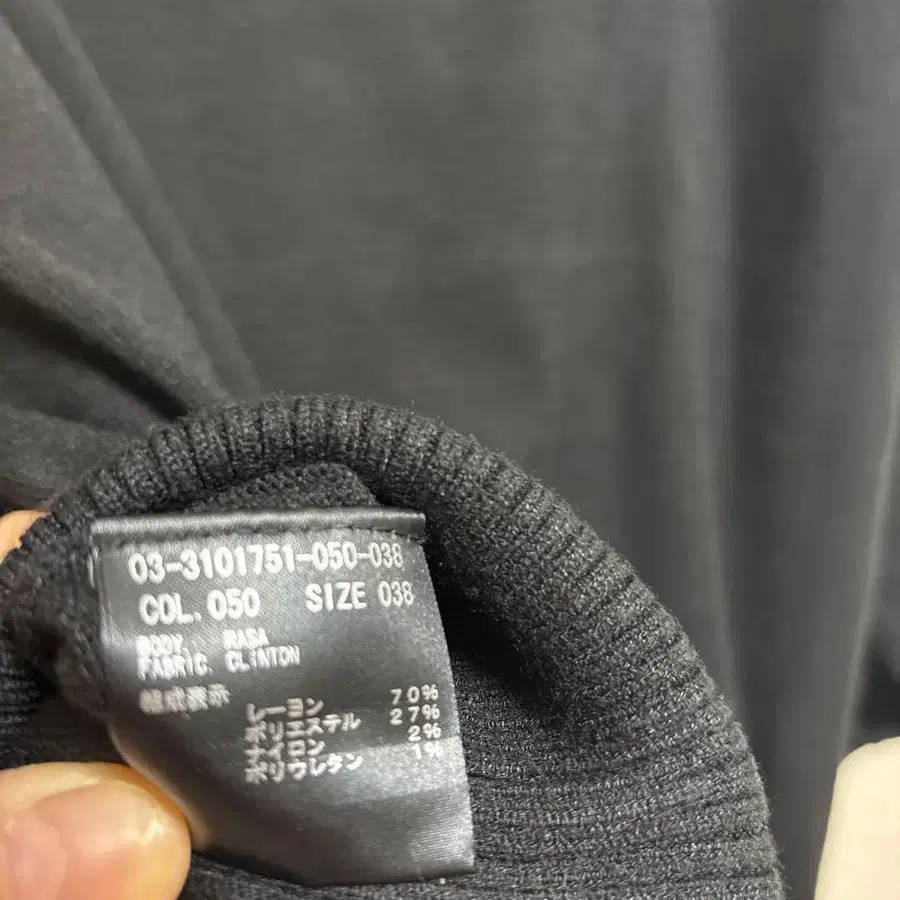 03-3101751-050-038
COL. 050 SIZE 038
BODY. MASA
FABRIC. CLINTON
組成表示
レーヨン 70%
ポリエステル 27%
ナイロン 2%
ポリウレタン 1%